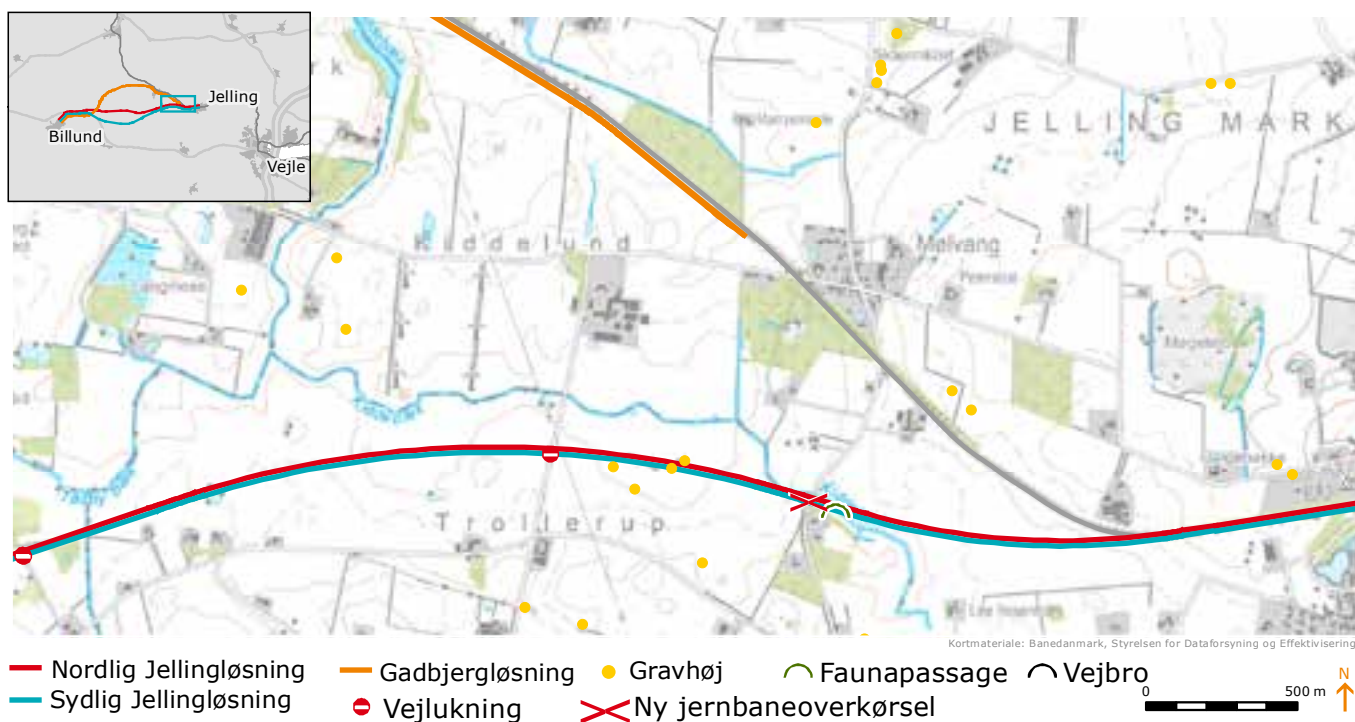 Jelling
Billund
Vejle
JELLING MARK
Kiddelund
Mølvang
Trollerup
Kortmateriale: Banedanmark, Styrelsen for Dataforsyning og Effektivisering
Nordlig Jellingløsning
Gadbjergløsning
Gravhøj
Faunapassage
Vejbro
Sydlig Jellingløsning
Vejlukning
Ny jernbaneoverkørsel
0
500 m
N